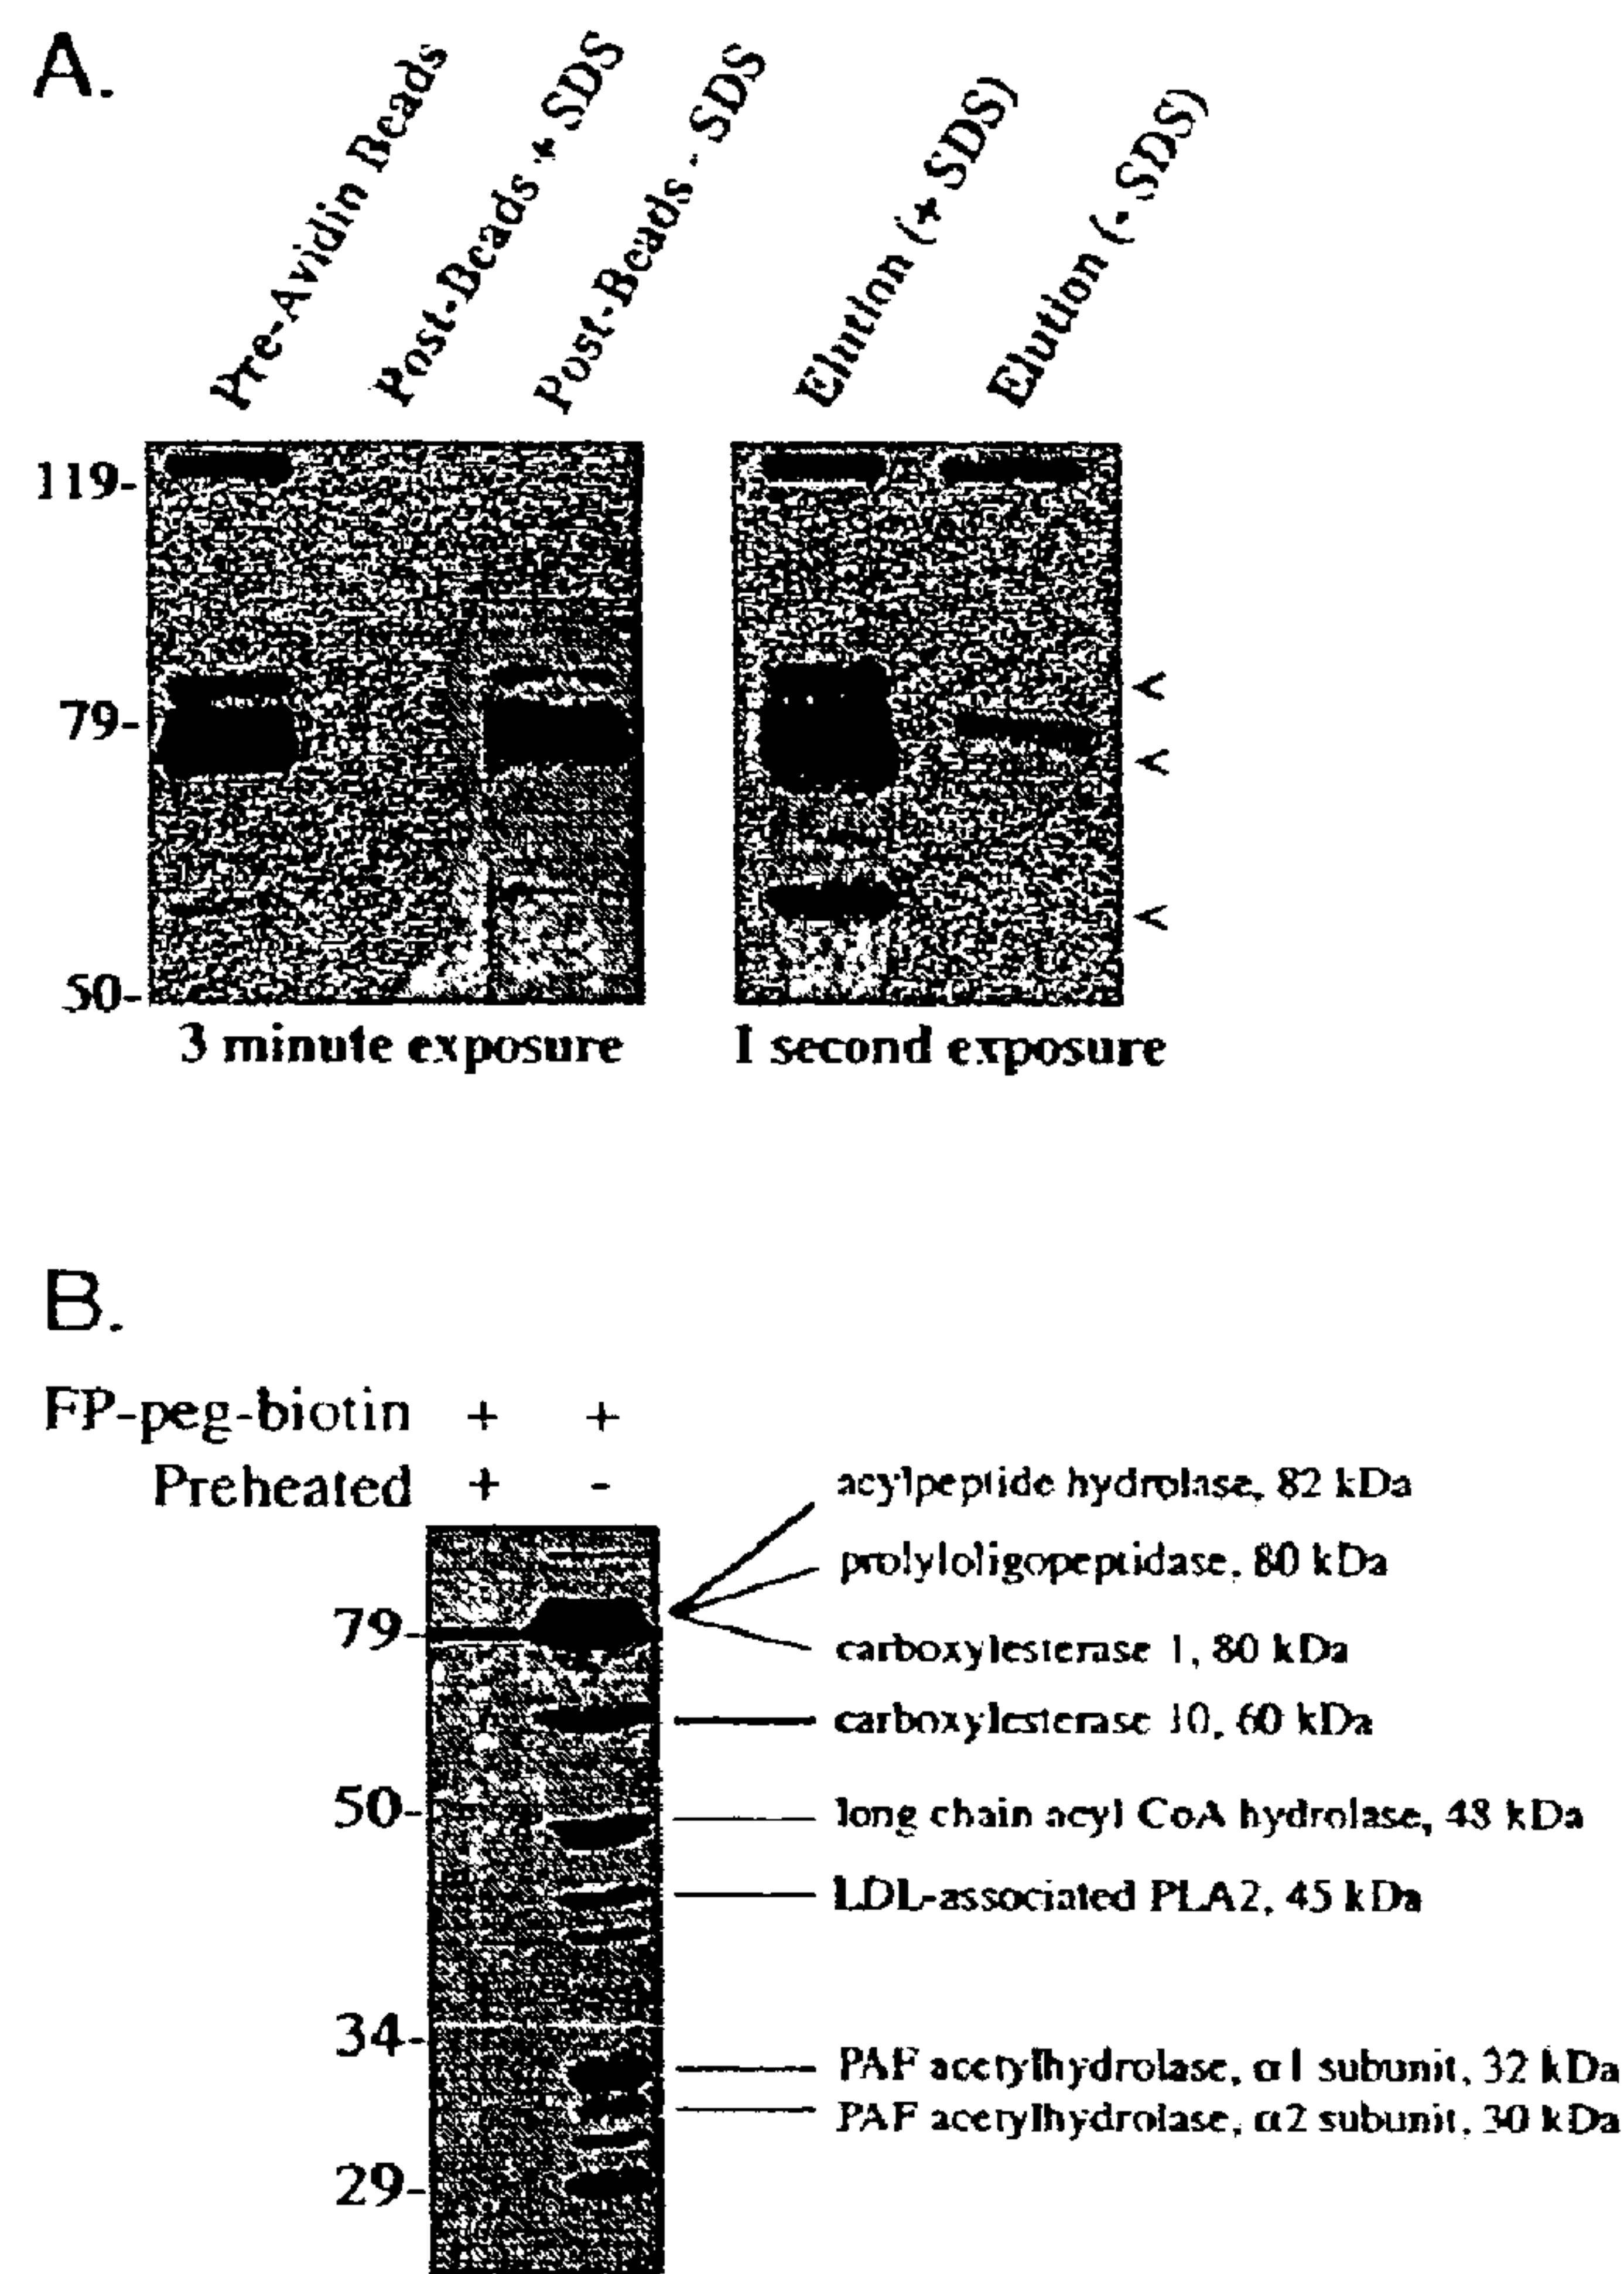 A.
Pre-Avidin Beads
Post-Beads + SDS
Post-Beads - SDS
Elution (+ SDS)
Elution (- SDS)
119-
79-
50-
<
<
<
3 minute exposure
1 second exposure
B.
FP-peg-biotin + +
Preheated + -
79-
50-
34-
29-
acylpeptide hydrolase, 82 kDa
prolyloligopeptidase, 80 kDa
carboxylesterase 1, 80 kDa
carboxylesterase 10, 60 kDa
long chain acyl CoA hydrolase, 48 kDa
LDL-associated PLA2, 45 kDa
PAF acetylhydrolase, α1 subunit, 32 kDa
PAF acetylhydrolase, α2 subunit, 30 kDa